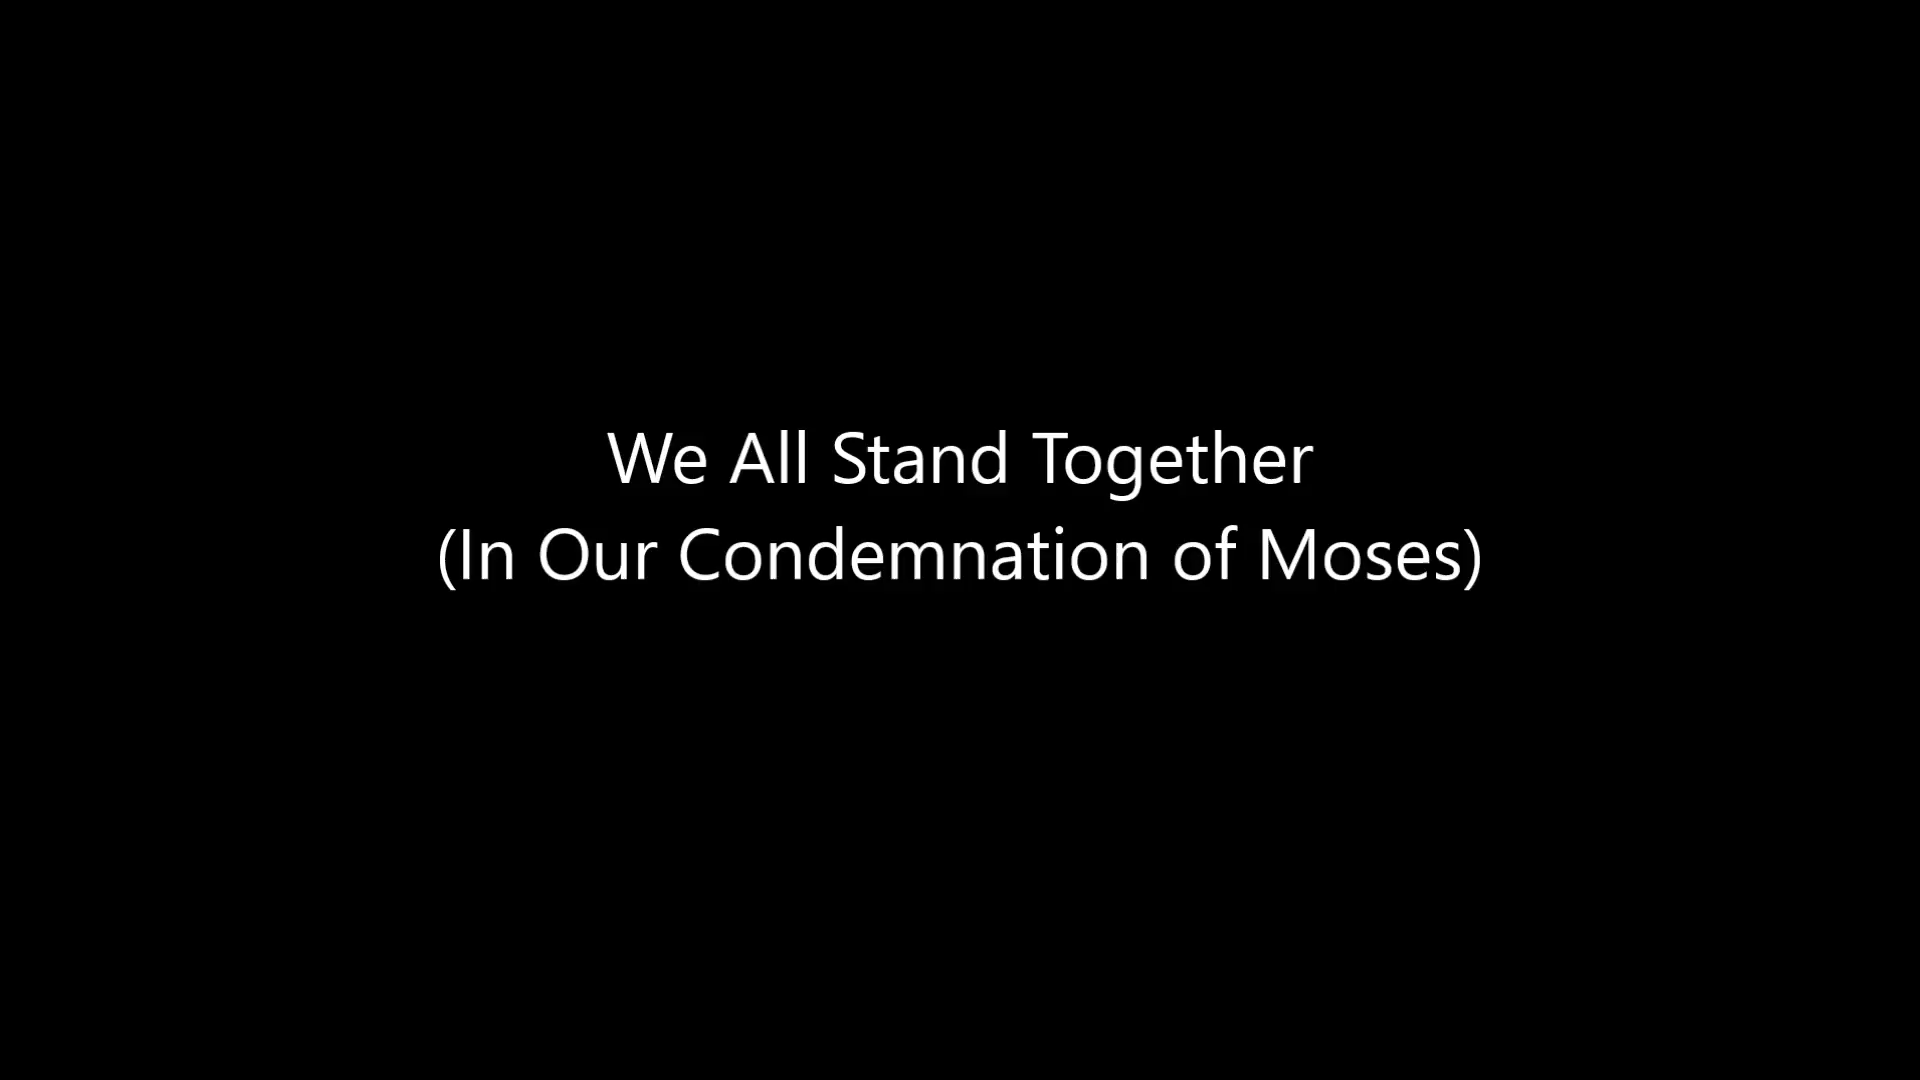 We All Stand Together
(In Our Condemnation of Moses)